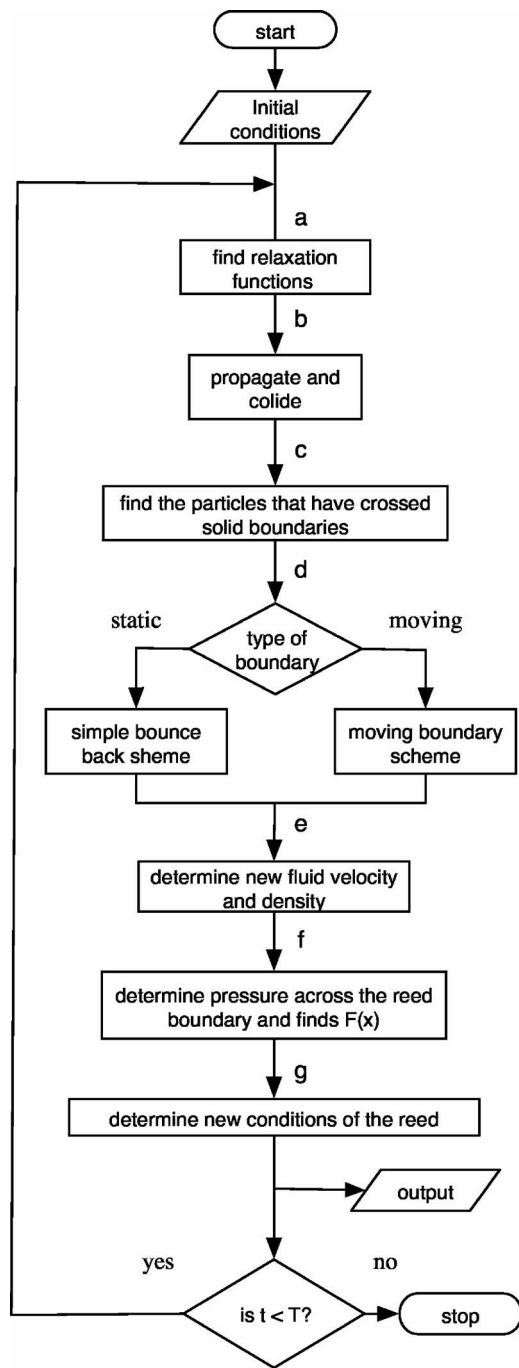 start
Initial
conditions
a
find relaxation
functions
b
propagate and
colide
c
find the particles that have crossed
solid boundaries
d
static
type of
boundary
moving
simple bounce
back sheme
moving boundary
scheme
e
determine new fluid velocity
and density
f
determine pressure across the reed
boundary and finds F(x)
g
determine new conditions of the reed
output
yes
no
is t < T?
stop